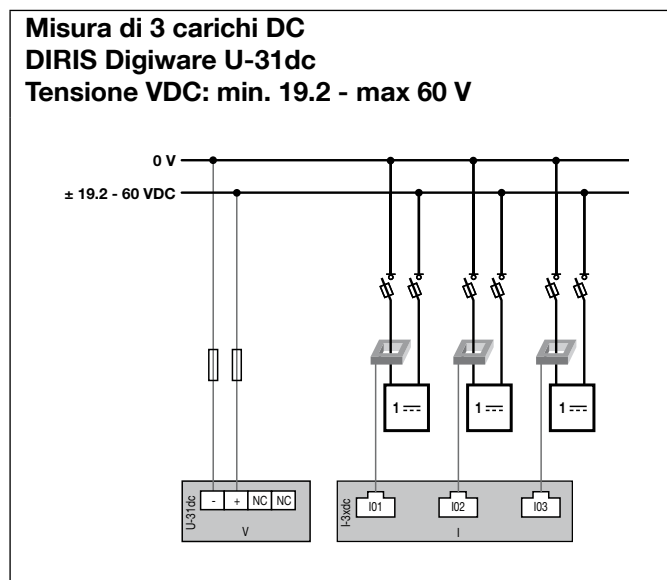 Misura di 3 carichi DC
DIRIS Digiware U-31dc
Tensione VDC: min. 19.2 - max 60 V
0 V
± 19.2 - 60 VDC
1
1
1
U-31dc
- + NC NC
V
I-3xdc
I01
I02
I03
I